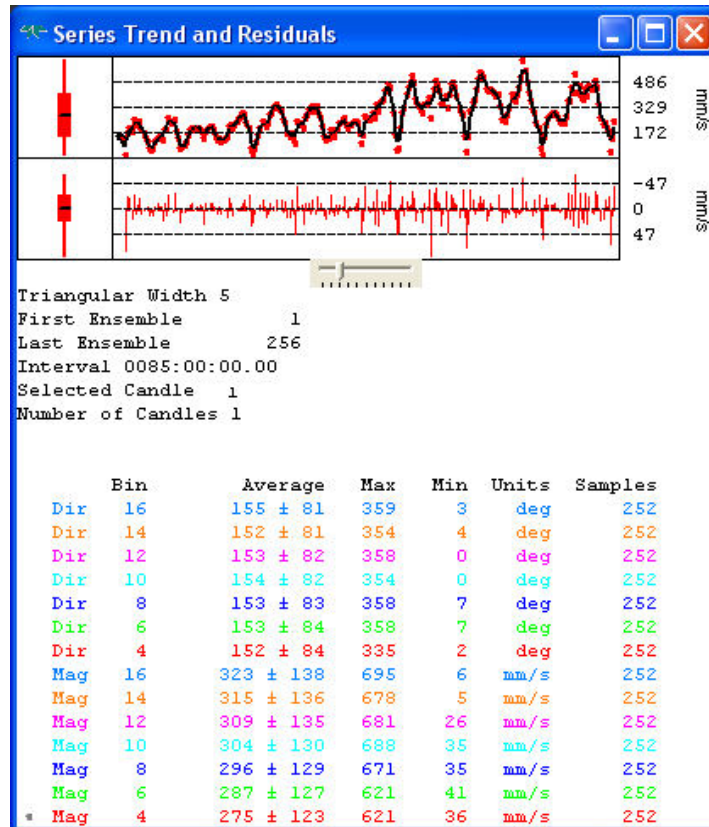 Series Trend and Residuals
486
329
172
mm/s
-47
0
47
mm/s
Triangular Width 5
First Ensemble 1
Last Ensemble 256
Interval 0085:00:00.00
Selected Candle 1
Number of Candles 1
Bin Average Max Min Units Samples
Dir 16 155 ± 81 359 3 deg 252
Dir 14 152 ± 81 354 4 deg 252
Dir 12 153 ± 82 358 0 deg 252
Dir 10 154 ± 82 354 0 deg 252
Dir 8 153 ± 83 358 7 deg 252
Dir 6 153 ± 84 358 7 deg 252
Dir 4 152 ± 84 335 2 deg 252
Mag 16 323 ± 138 695 6 mm/s 252
Mag 14 315 ± 136 678 5 mm/s 252
Mag 12 309 ± 135 681 26 mm/s 252
Mag 10 304 ± 130 688 35 mm/s 252
Mag 8 296 ± 129 671 35 mm/s 252
Mag 6 287 ± 127 621 41 mm/s 252
Mag 4 275 ± 123 621 36 mm/s 252